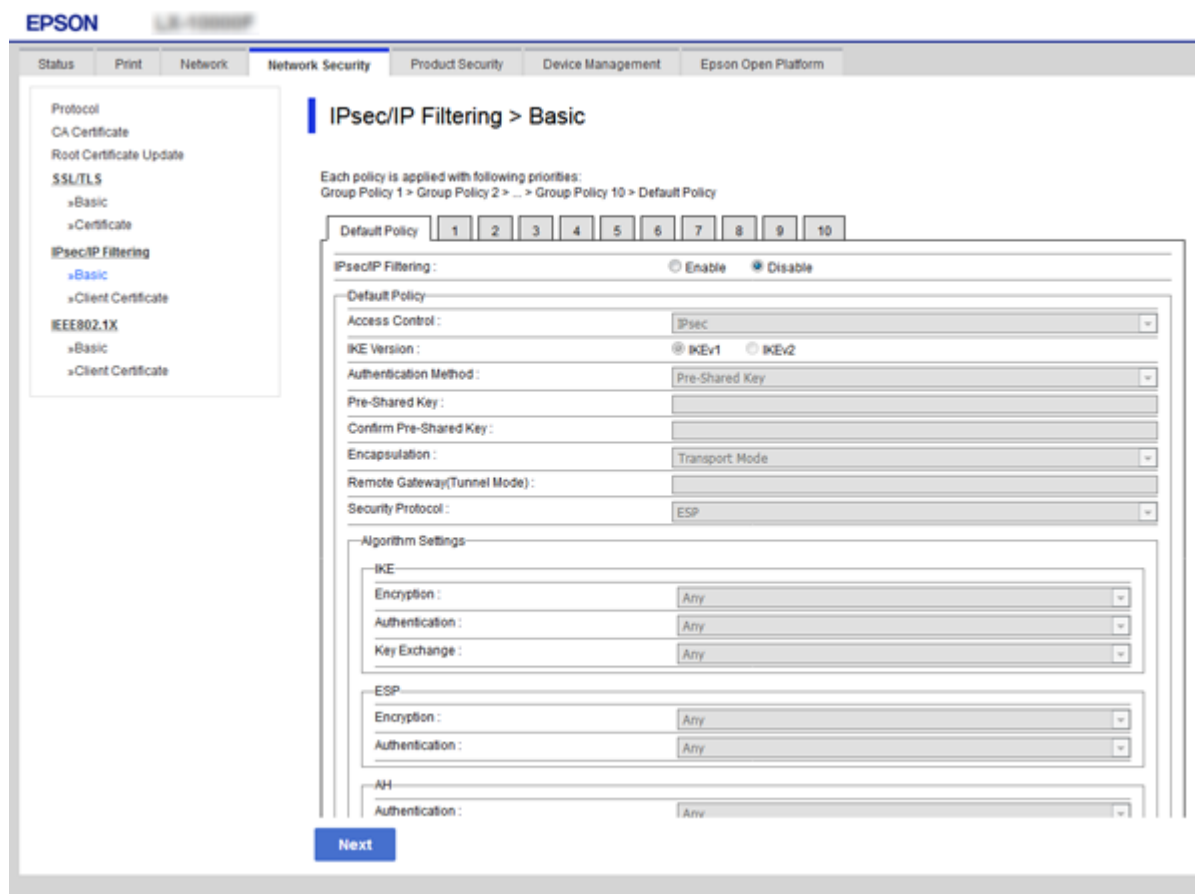 EPSON
Status Print Network Network Security Product Security Device Management Epson Open Platform
Protocol
CA Certificate
Root Certificate Update
SSL/TLS
»Basic
»Certificate
IPsec/IP Filtering
»Basic
»Client Certificate
IEEE802.1X
»Basic
»Client Certificate
IPsec/IP Filtering > Basic
Each policy is applied with following priorities:
Group Policy 1 > Group Policy 2 > ... > Group Policy 10 > Default Policy
Default Policy 1 2 3 4 5 6 7 8 9 10
IPsec/IP Filtering : Enable Disable
Default Policy
Access Control : IPsec
IKE Version : IKEv1 IKEv2
Authentication Method : Pre-Shared Key
Pre-Shared Key :
Confirm Pre-Shared Key :
Encapsulation : Transport Mode
Remote Gateway(Tunnel Mode) :
Security Protocol : ESP
Algorithm Settings
IKE
Encryption : Any
Authentication : Any
Key Exchange : Any
ESP
Encryption : Any
Authentication : Any
AH
Authentication : Any
Next